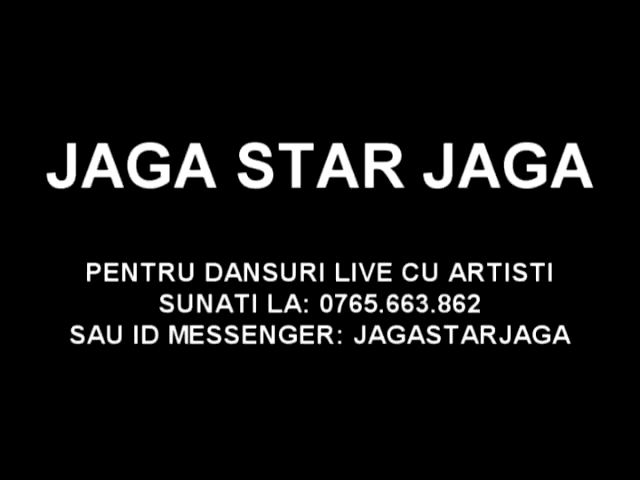 JAGA STAR JAGA
PENTRU DANSURI LIVE CU ARTISTI
SUNATI LA: 0765.663.862
SAU ID MESSENGER: JAGASTARJAGA